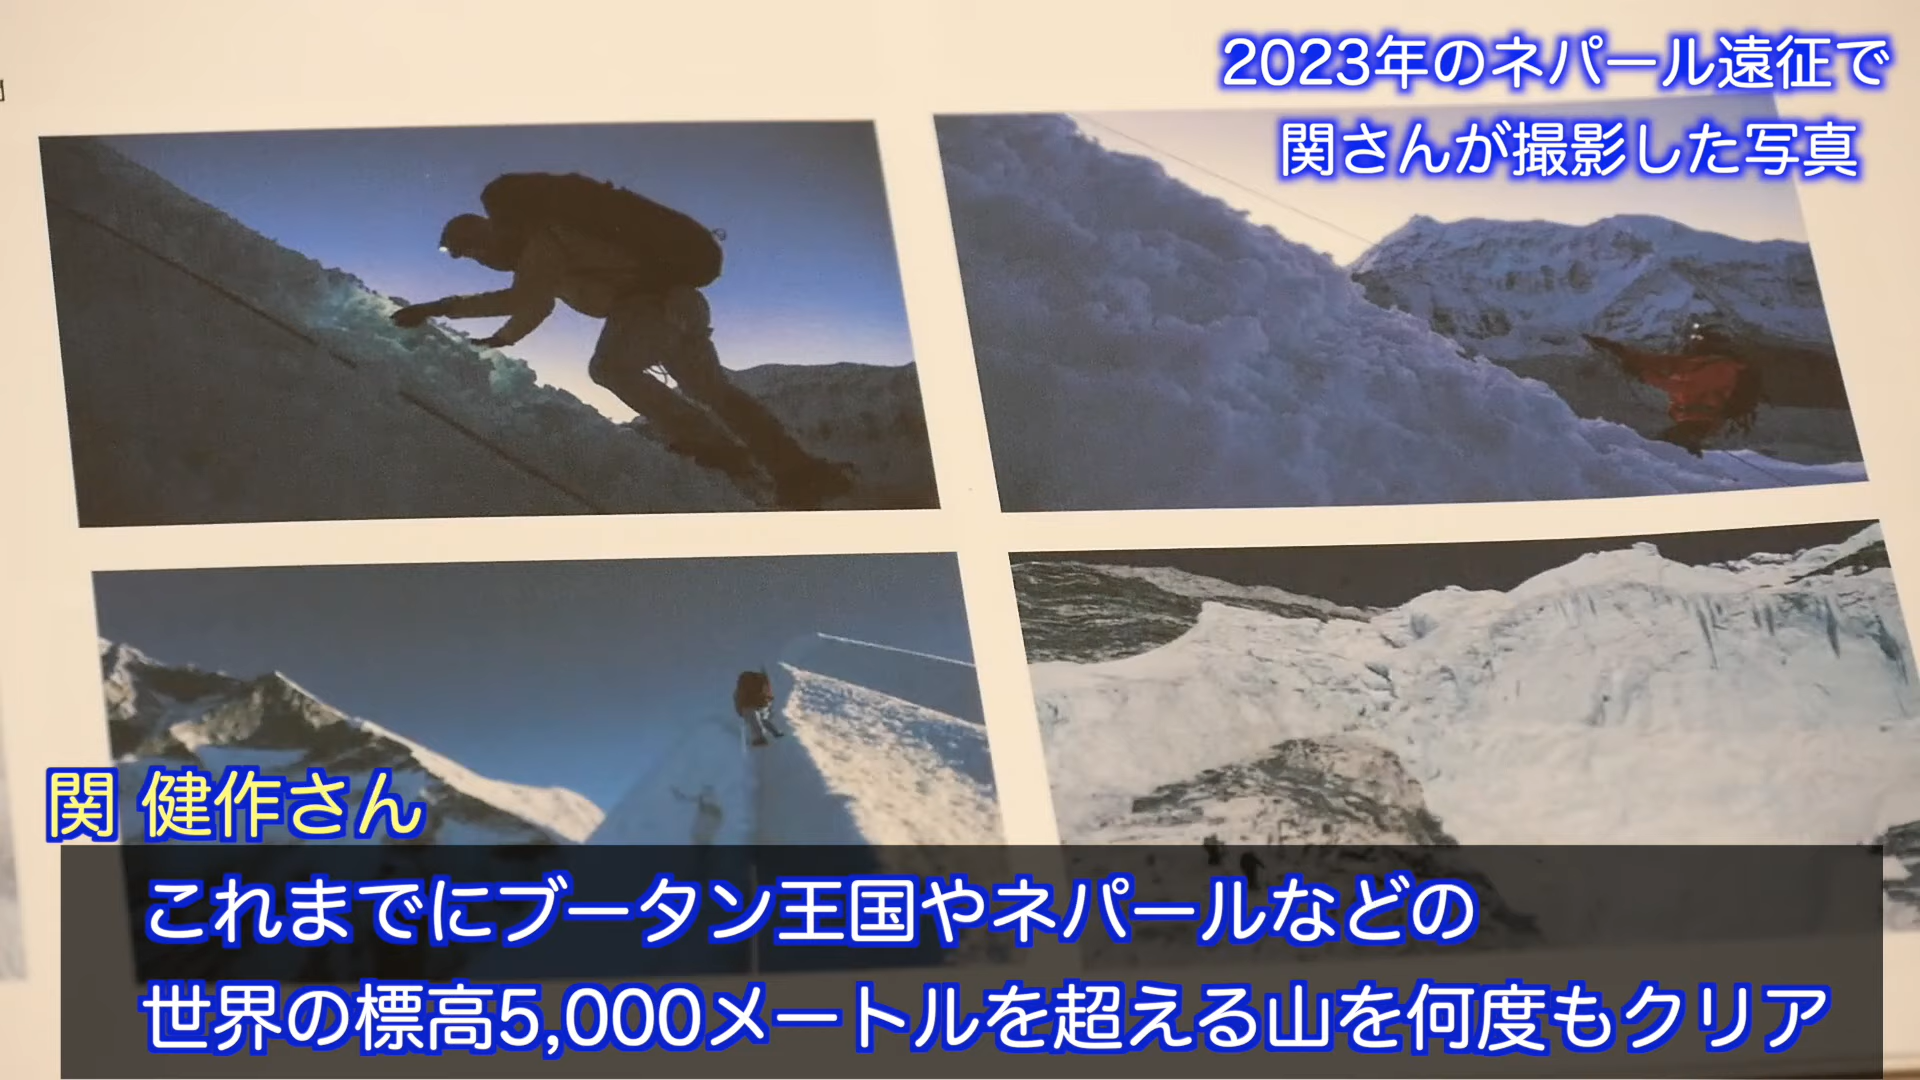 2023年のネパール遠征で
関さんが撮影した写真
関 健作さん
これまでにブータン王国やネパールなどの
世界の標高5,000メートルを超える山を何度もクリア